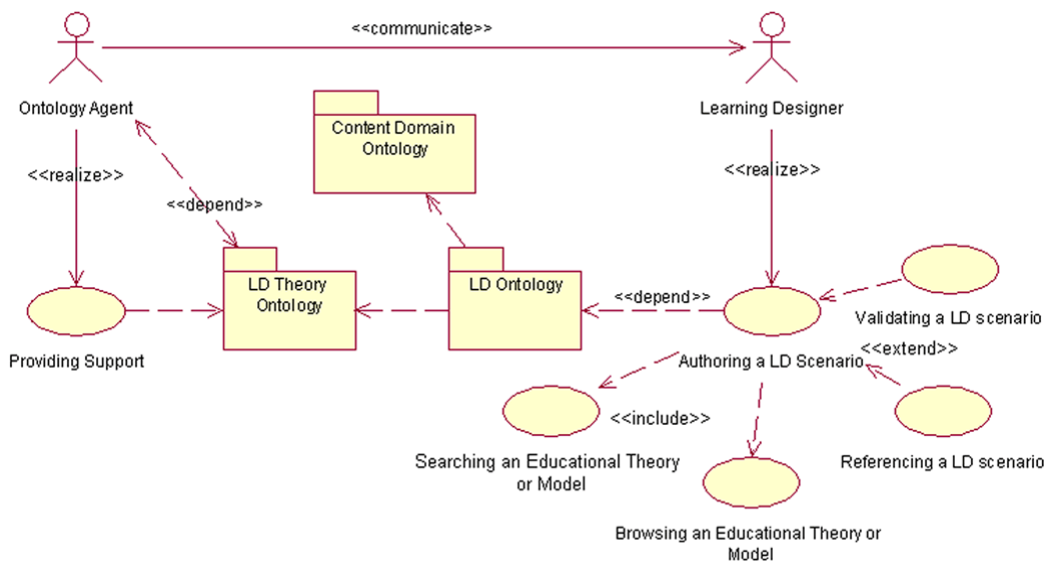 <<communicate>>
Ontology Agent
Learning Designer
Content Domain
Ontology
<<realize>>
<<realize>>
<<depend>>
LD Theory
Ontology
LD Ontology
<<depend>>
Validating a LD scenario
Providing Support
Authoring a LD Scenario
<<extend>>
<<include>>
Searching an Educational Theory
or Model
Referencing a LD scenario
Browsing an Educational Theory or
Model